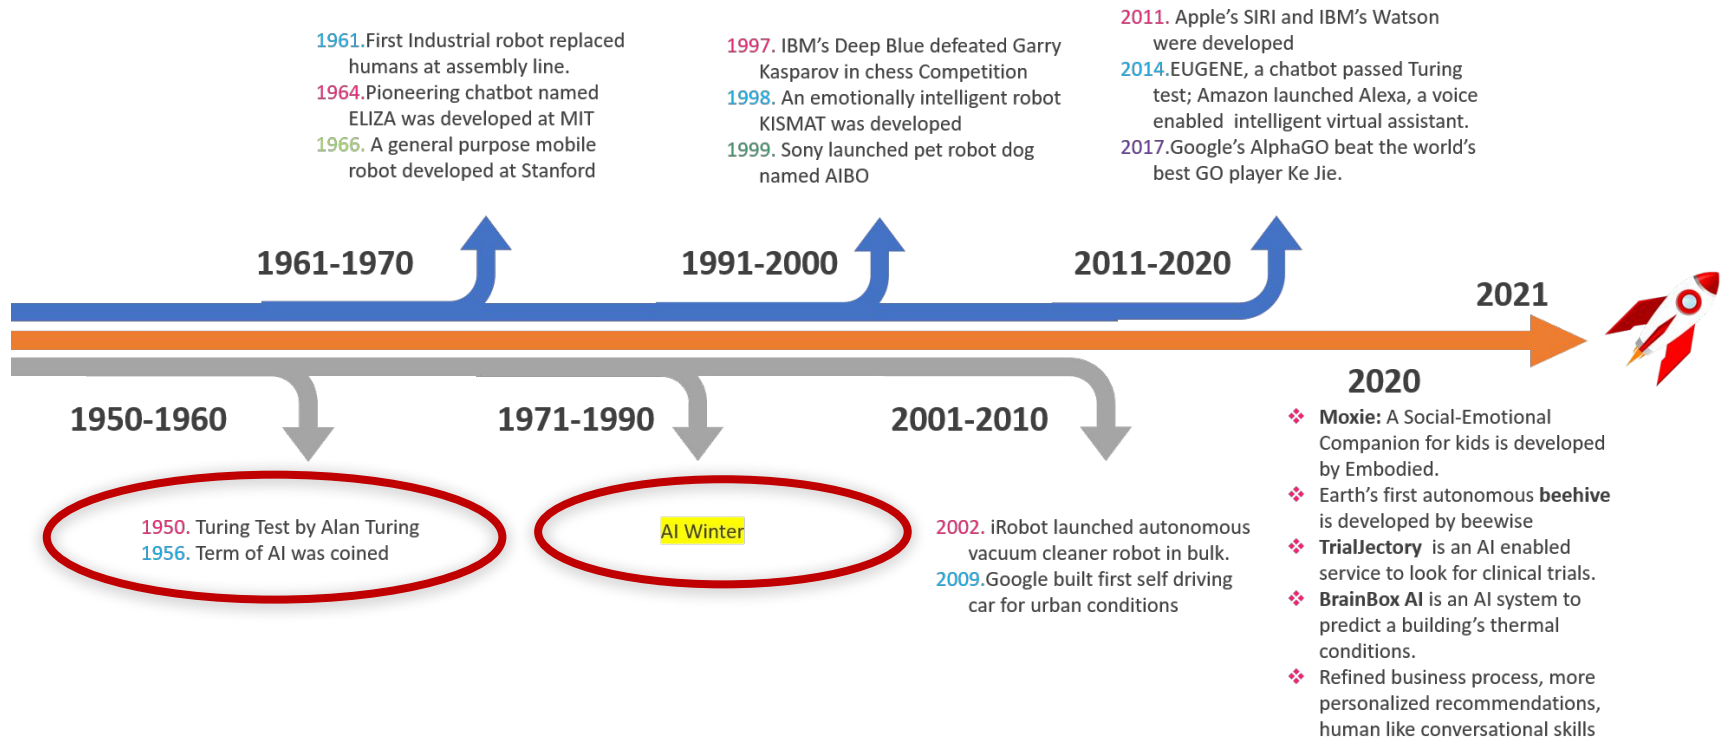 1961.First Industrial robot replaced
humans at assembly line.
1964.Pioneering chatbot named
ELIZA was developed at MIT
1966. A general purpose mobile
robot developed at Stanford
1997. IBM's Deep Blue defeated Garry
Kasparov in chess Competition
1998. An emotionally intelligent robot
KISMAT was developed
1999. Sony launched pet robot dog
named AIBO
2011. Apple's SIRI and IBM's Watson
were developed
2014.EUGENE, a chatbot passed Turing
test; Amazon launched Alexa, a voice
enabled intelligent virtual assistant.
2017.Google's AlphaGO beat the world's
best GO player Ke Jie.
1961-1970
1991-2000
2011-2020
2021
1950-1960
1971-1990
2001-2010
2020
1950. Turing Test by Alan Turing
1956. Term of AI was coined
AI Winter
2002. iRobot launched autonomous
vacuum cleaner robot in bulk.
2009.Google built first self driving
car for urban conditions
Moxie: A Social-Emotional
Companion for kids is developed
by Embodied.
Earth's first autonomous beehive
is developed by beewise
TrialJectory is an AI enabled
service to look for clinical trials.
BrainBox AI is an AI system to
predict a building's thermal
conditions.
Refined business process, more
personalized recommendations,
human like conversational skills